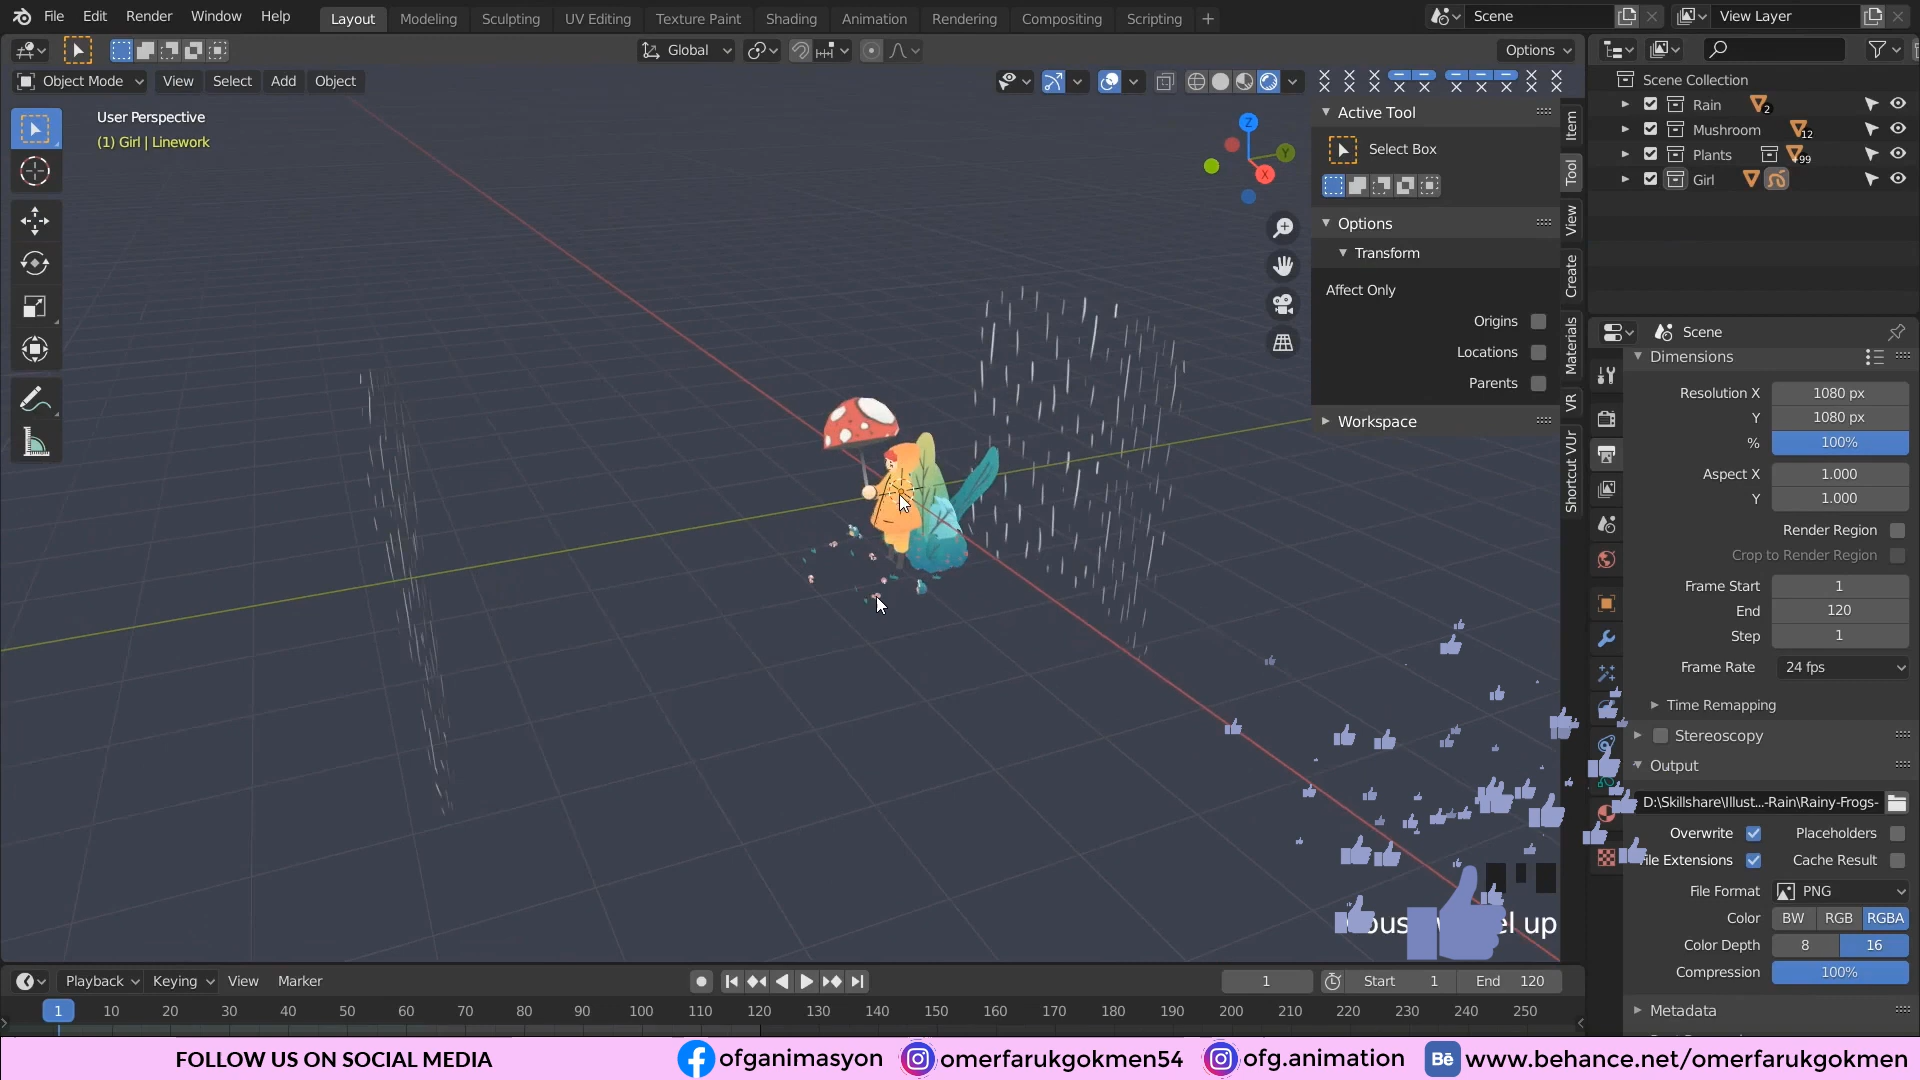 File Edit Render Window Help Layout Modeling Sculpting UV Editing Texture Paint Shading Animation Rendering Compositing Scripting + Scene View Layer
Global Options
Object Mode View Select Add Object
User Perspective
(1) Girl | Linework
Z
Y
X
Active Tool
Select Box
Options
Transform
Affect Only
Origins
Locations
Parents
Workspace
Item
Tool
View
Create
Materials
VR
Shortcut VUr
Scene Collection
Rain 2
Mushroom 12
Plants +99
Girl
Scene
Dimensions
Resolution X 1080 px
Y 1080 px
% 100%
Aspect X 1.000
Y 1.000
Render Region
Crop to Render Region
Frame Start 1
End 120
Step 1
Frame Rate 24 fps
Time Remapping
Stereoscopy
Output
D:\Skillshare\Illust...-Rain\Rainy-Frogs-
Overwrite Placeholders
File Extensions Cache Result
File Format PNG
Color BW RGB RGBA
Color Depth 8 16
Compression 100%
Metadata
el up
Playback Keying View Marker 1 Start 1 End 120
1 10 20 30 40 50 60 70 80 90 100 110 120 130 140 150 160 170 180 190 200 210 220 230 240 250
FOLLOW US ON SOCIAL MEDIA ofganimasyon omerfarukgokmen54 ofg.animation Bē www.behance.net/omerfarukgokmen